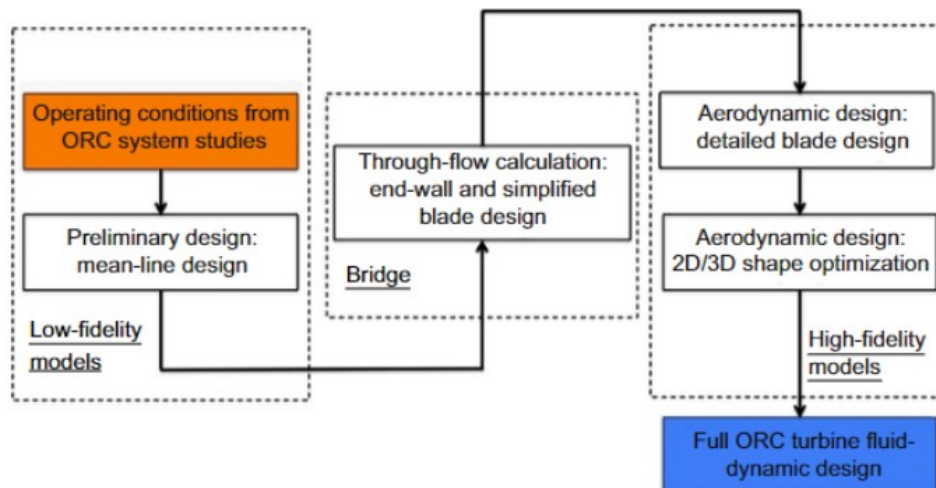 Operating conditions from
ORC system studies
Preliminary design:
mean-line design
Low-fidelity
models
Through-flow calculation:
end-wall and simplified
blade design
Bridge
Aerodynamic design:
detailed blade design
Aerodynamic design:
2D/3D shape optimization
High-fidelity
models
Full ORC turbine fluid-
dynamic design